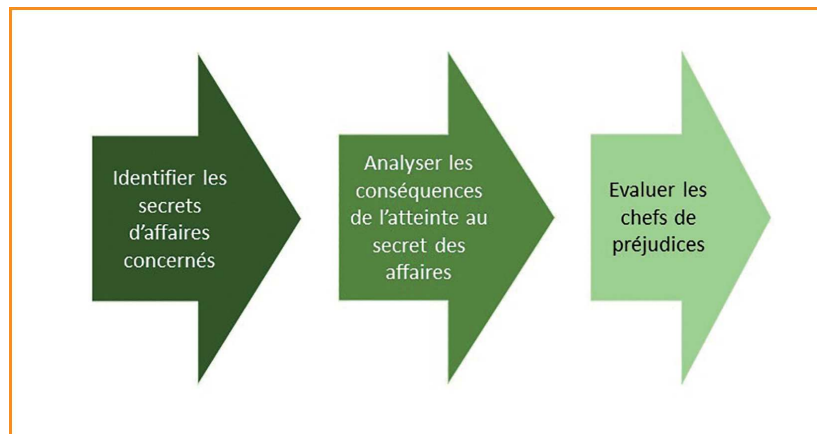 Identifier les
secrets
d’affaires
concernés
Analyser les
conséquences
de l’atteinte au
secret des
affaires
Evaluer les
chefs de
préjudices